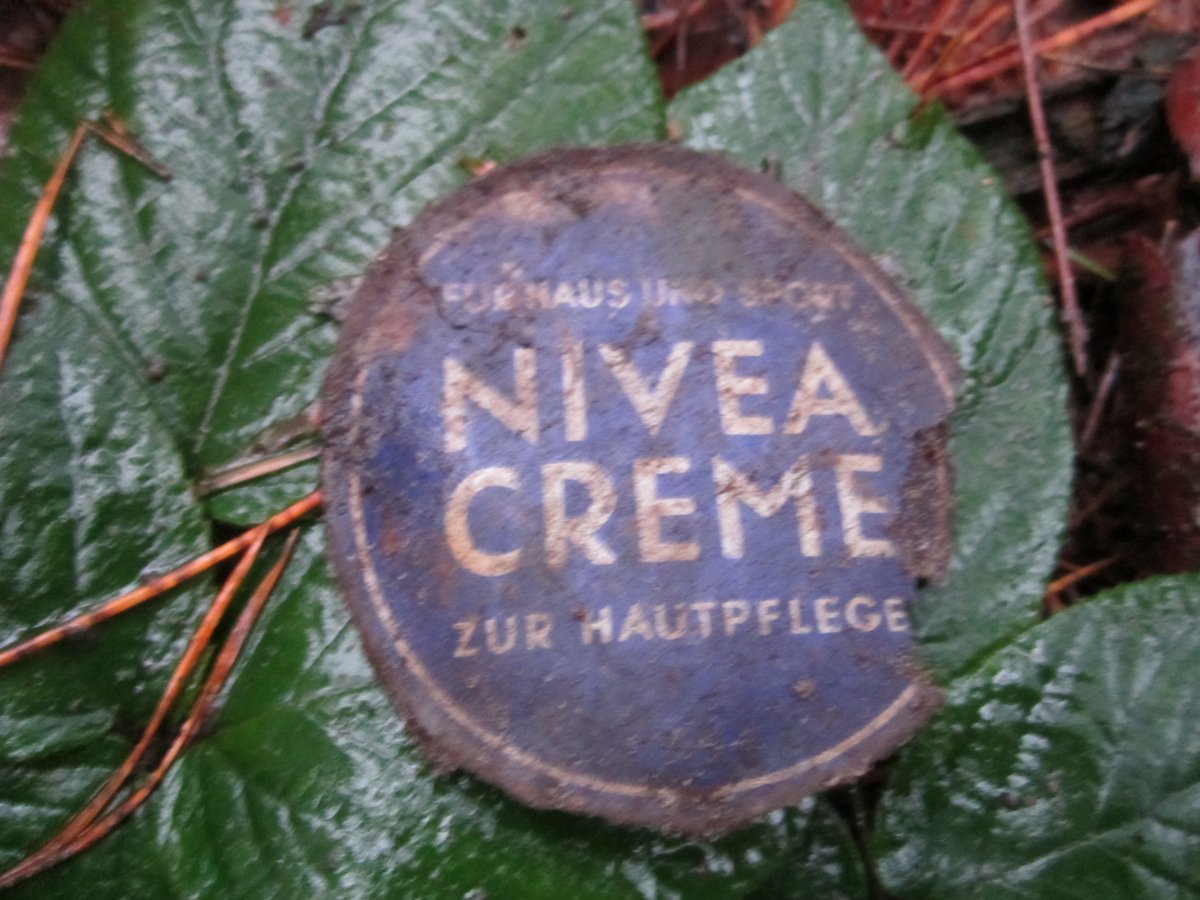 FÜR HAUS UND SPORT
NIVEA
CREME
ZUR HAUTPFLEGE